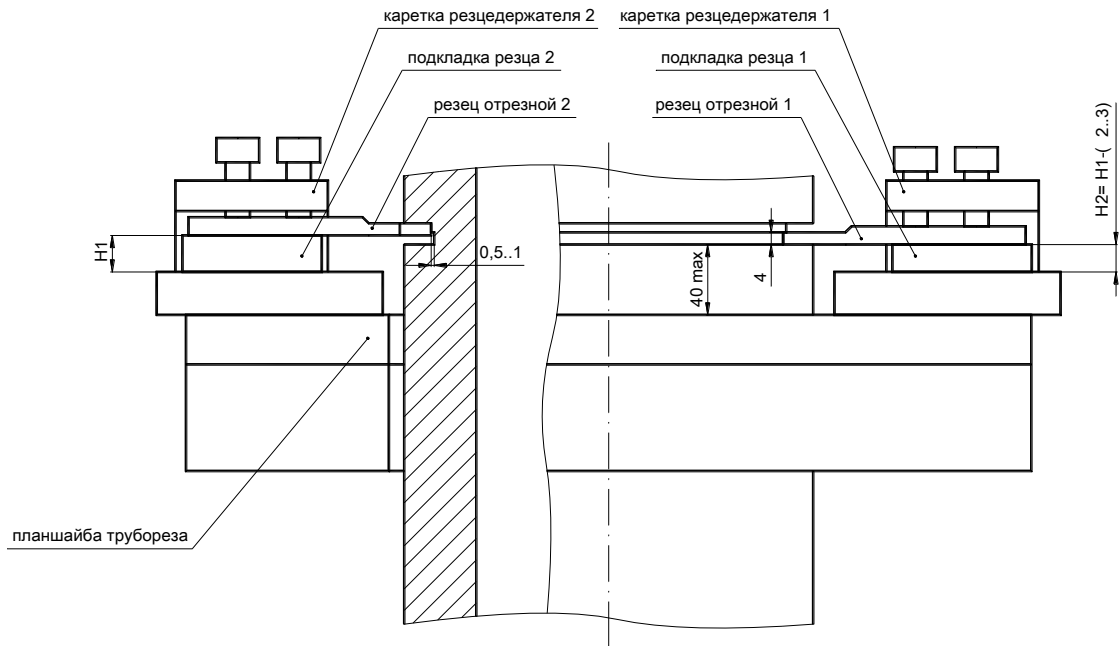 каретка резцедержателя 2
каретка резцедержателя 1
подкладка резца 2
подкладка резца 1
резец отрезной 2
резец отрезной 1
H1
0,5..1
40 max
4
H2= H1-( 2..3)
планшайба трубореза